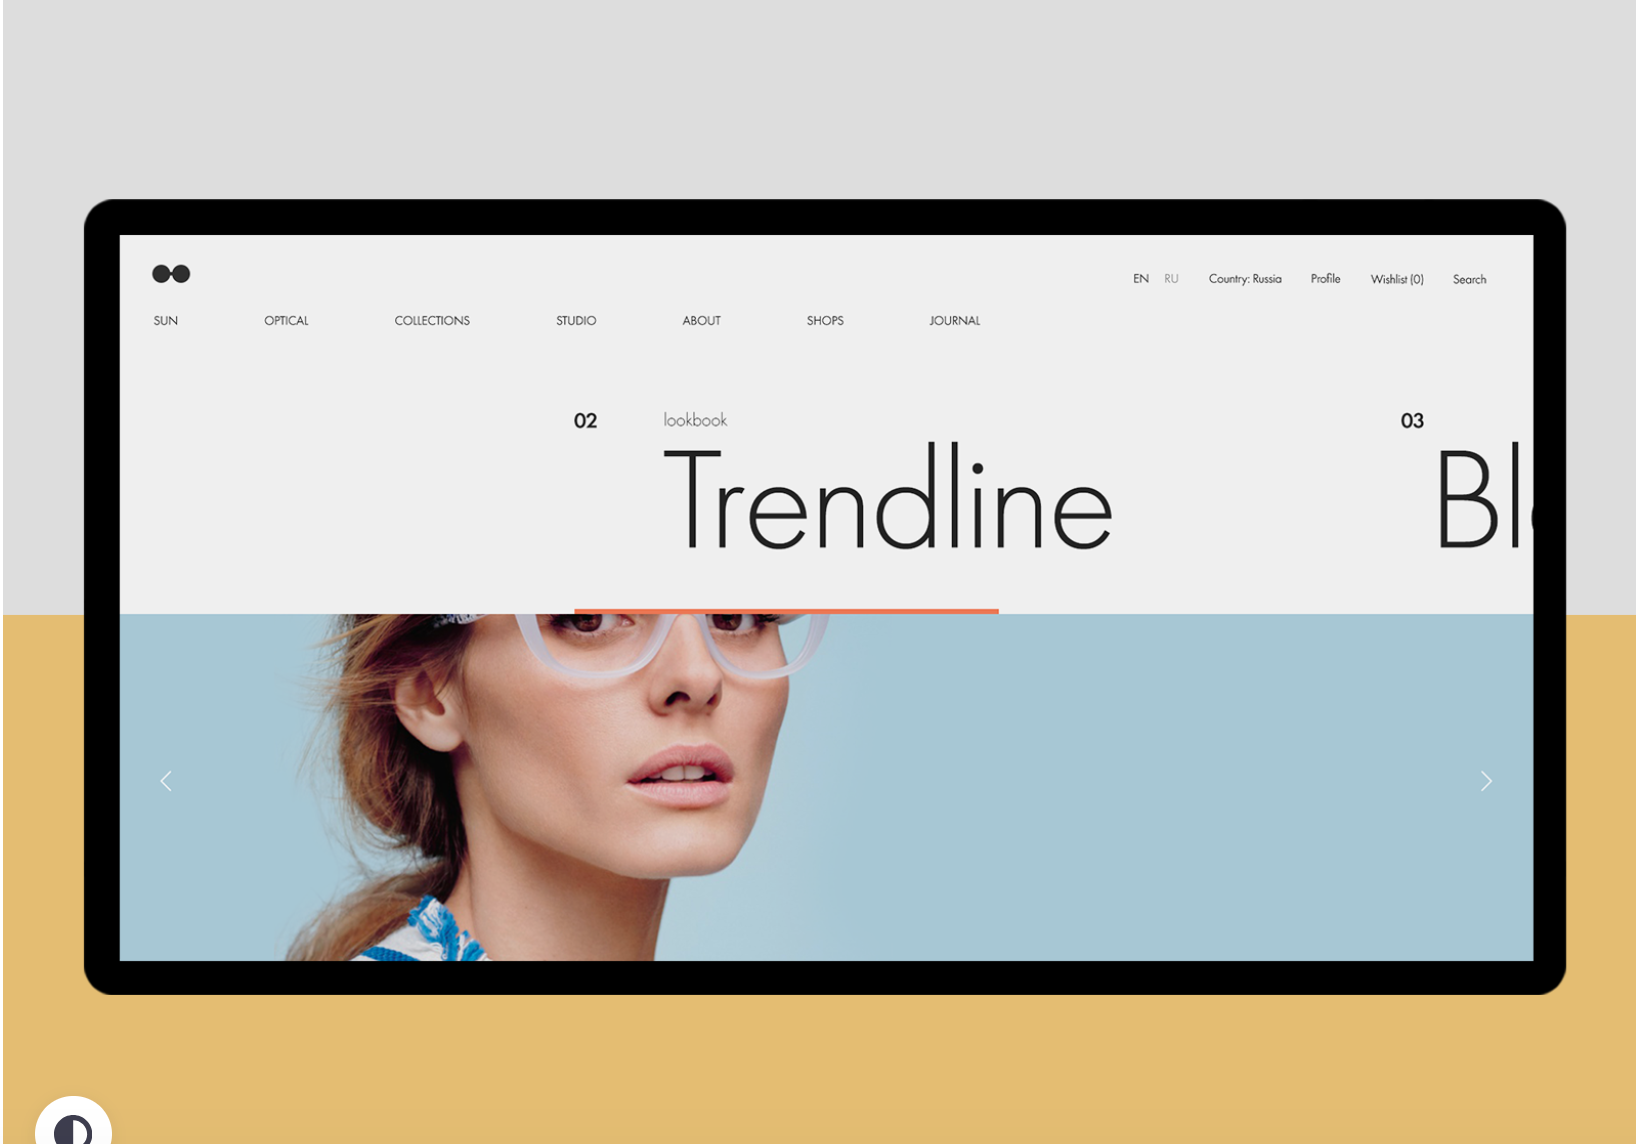 EN RU Country: Russia Profile Wishlist (0) Search
SUN OPTICAL COLLECTIONS STUDIO ABOUT SHOPS JOURNAL
02 lookbook
Trendline
03